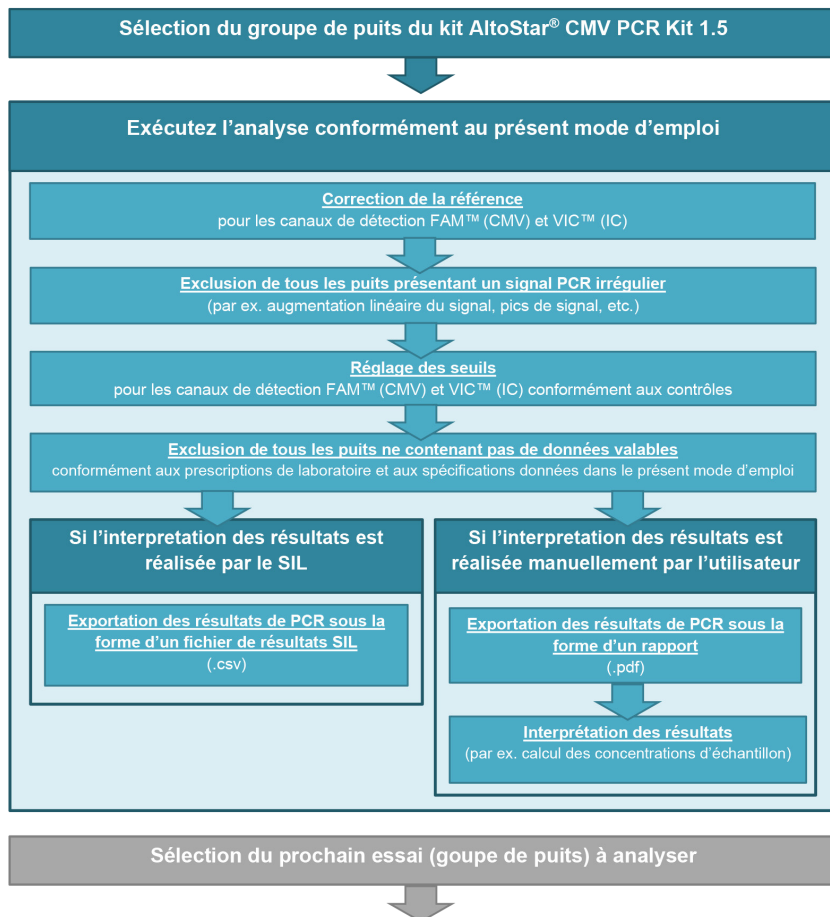 Sélection du groupe de puits du kit AltoStar® CMV PCR Kit 1.5
Exécutez l'analyse conformément au présent mode d'emploi
Correction de la référence
pour les canaux de détection FAM™ (CMV) et VIC™ (IC)
Exclusion de tous les puits présentant un signal PCR irrégulier
(par ex. augmentation linéaire du signal, pics de signal, etc.)
Réglage des seuils
pour les canaux de détection FAM™ (CMV) et VIC™ (IC) conformément aux contrôles
Exclusion de tous les puits ne contenant pas de données valables
conformément aux prescriptions de laboratoire et aux spécifications données dans le présent mode d'emploi
Si l'interpretation des résultats est
réalisée par le SIL
Exportation des résultats de PCR sous la
forme d'un fichier de résultats SIL
(.csv)
Si l'interpretation des résultats est
réalisée manuellement par l'utilisateur
Exportation des résultats de PCR sous la
forme d'un rapport
(.pdf)
Interprétation des résultats
(par ex. calcul des concentrations d'échantillon)
Sélection du prochain essai (goupe de puits) à analyser